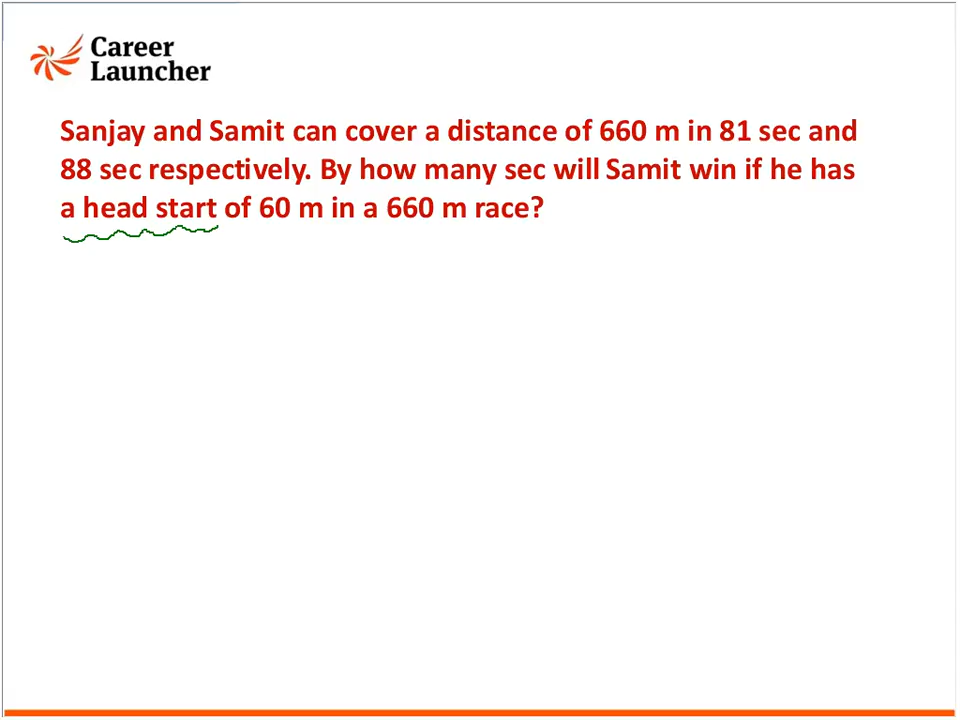 Career
Launcher
Sanjay and Samit can cover a distance of 660 m in 81 sec and
88 sec respectively. By how many sec will Samit win if he has
a head start of 60 m in a 660 m race?